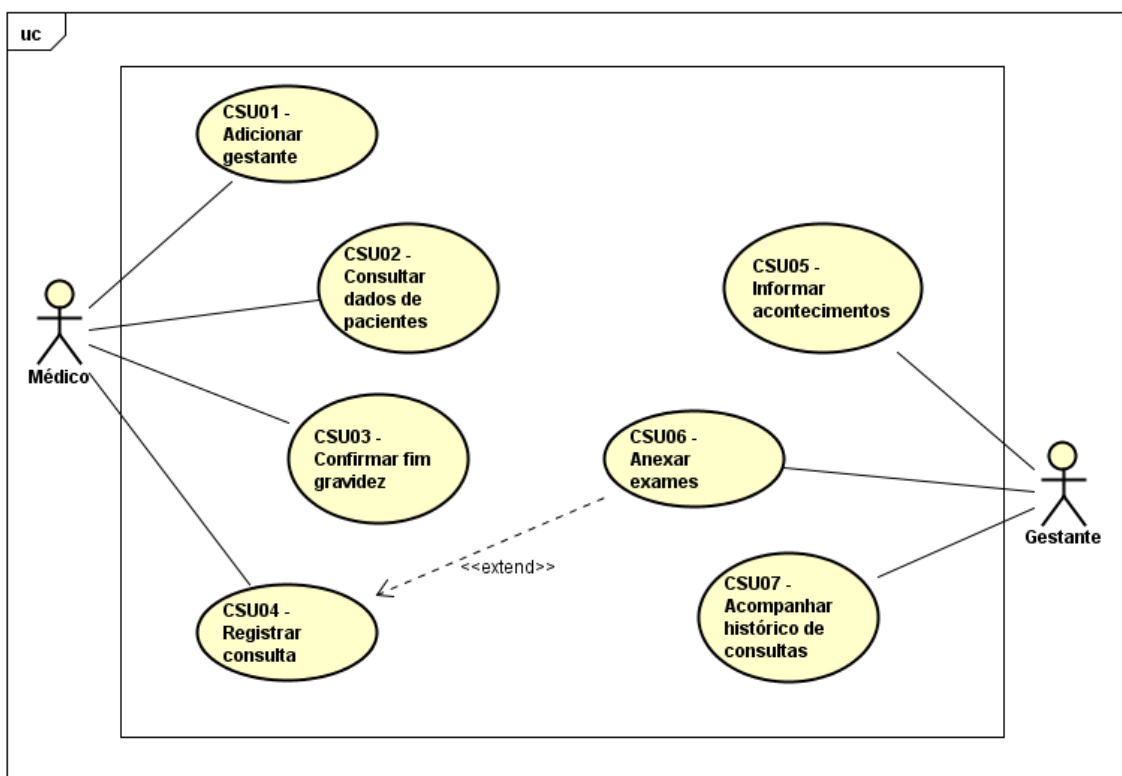 uc
CSU01 -
Adicionar
gestante
CSU02 -
Consultar
dados de
pacientes
CSU05 -
Informar
acontecimentos
Médico
CSU03 -
Confirmar fim
gravidez
CSU06 -
Anexar
exames
Gestante
<<extend>>
CSU04 -
Registrar
consulta
CSU07 -
Acompanhar
histórico de
consultas